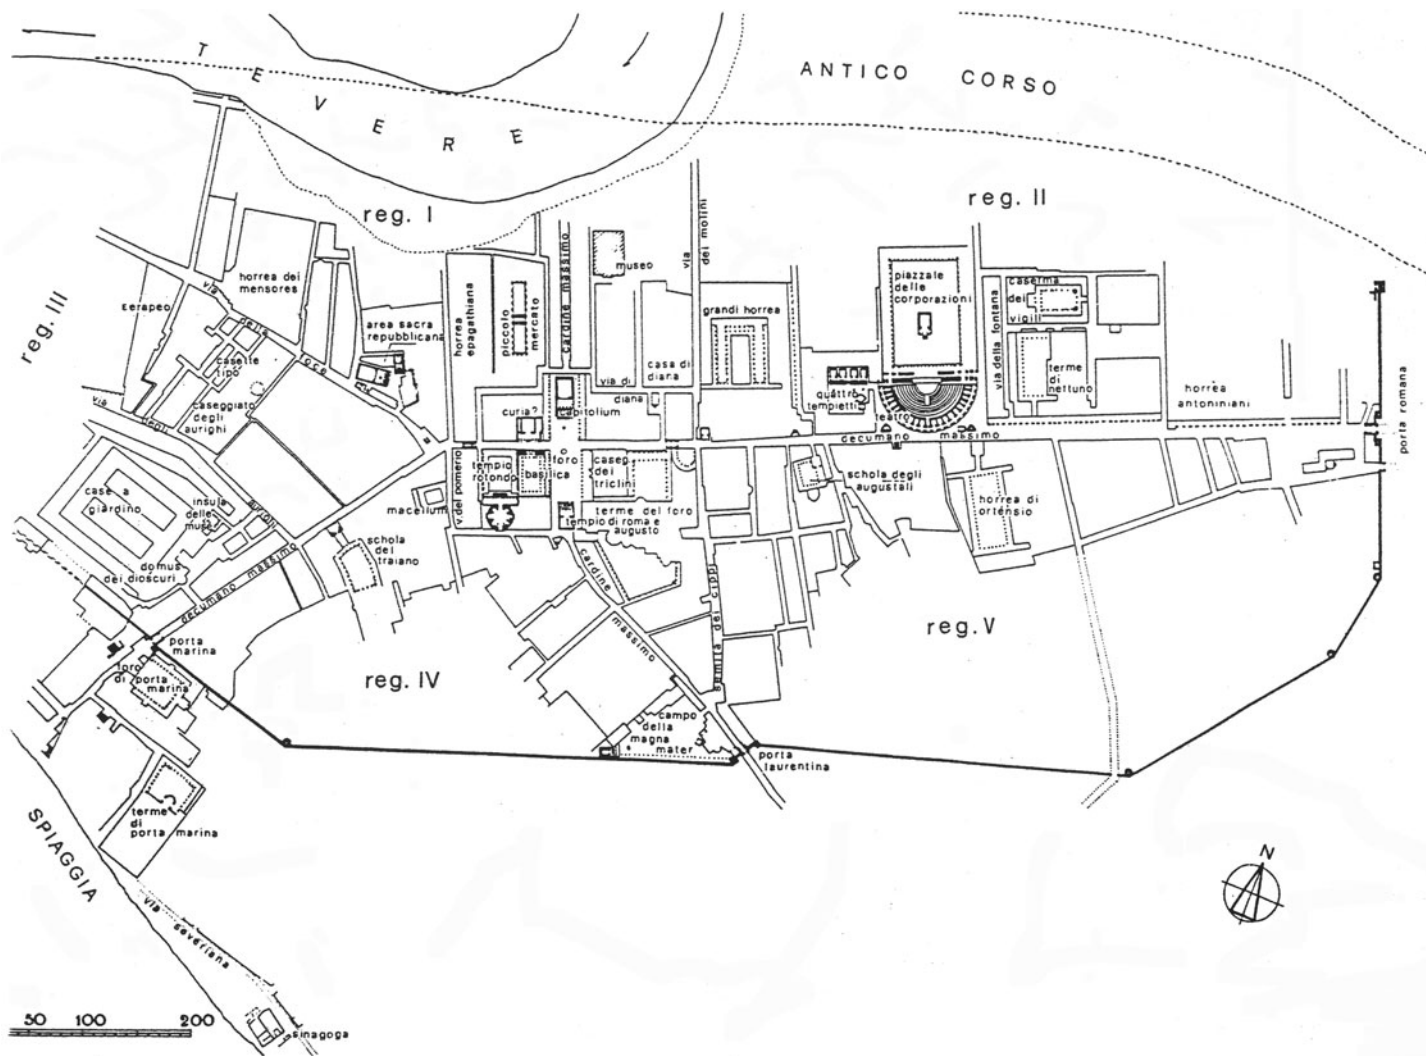 TEVERE
ANTICO CORSO
reg. I
reg. II
reg. III
horrea dei
mensores
via
della
foce
serapeo
casette
tipo
caseggiato
degli
aurighi
area sacra
repubblicana
horrea
epagathiana
piccolo
mercato
cardine massimo
museo
via
dei molini
grandi horrea
casa di
diana
via di
diana
curia?
capitolium
piazzale
delle
corporazioni
quattro
tempietti
teatro
via della fontana
caserma
dei
vigili
terme
di
nettuno
horrea
antoniniani
porta romana
decumano massimo
via
degli
aurighi
case a
giardino
insula
delle
muse
domus
dei dioscuri
decumano massimo
macellum
v. del pomerio
tempio
rotondo
basilica
foro
caseg.
dei
triclini
terme del foro
tempio di roma e
augusto
schola
del
traiano
cardine
massimo
semita dei cippi
schola degli
augustali
horrea di
ortensio
porta
marina
foro
di porta
marina
reg. IV
reg. V
campo
della
magna
mater
porta
laurentina
terme
di
porta marina
SPIAGGIA
via
severiana
sinagoga
N
50 100 200